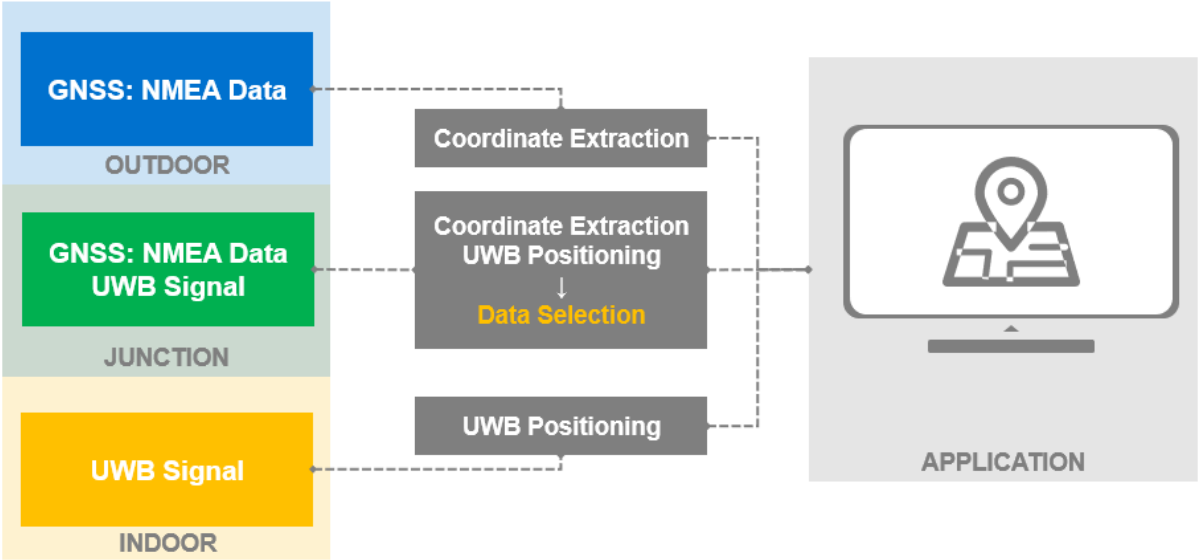 GNSS: NMEA Data
OUTDOOR
GNSS: NMEA Data
UWB Signal
JUNCTION
UWB Signal
INDOOR
Coordinate Extraction
Coordinate Extraction
UWB Positioning
↓
Data Selection
UWB Positioning
APPLICATION